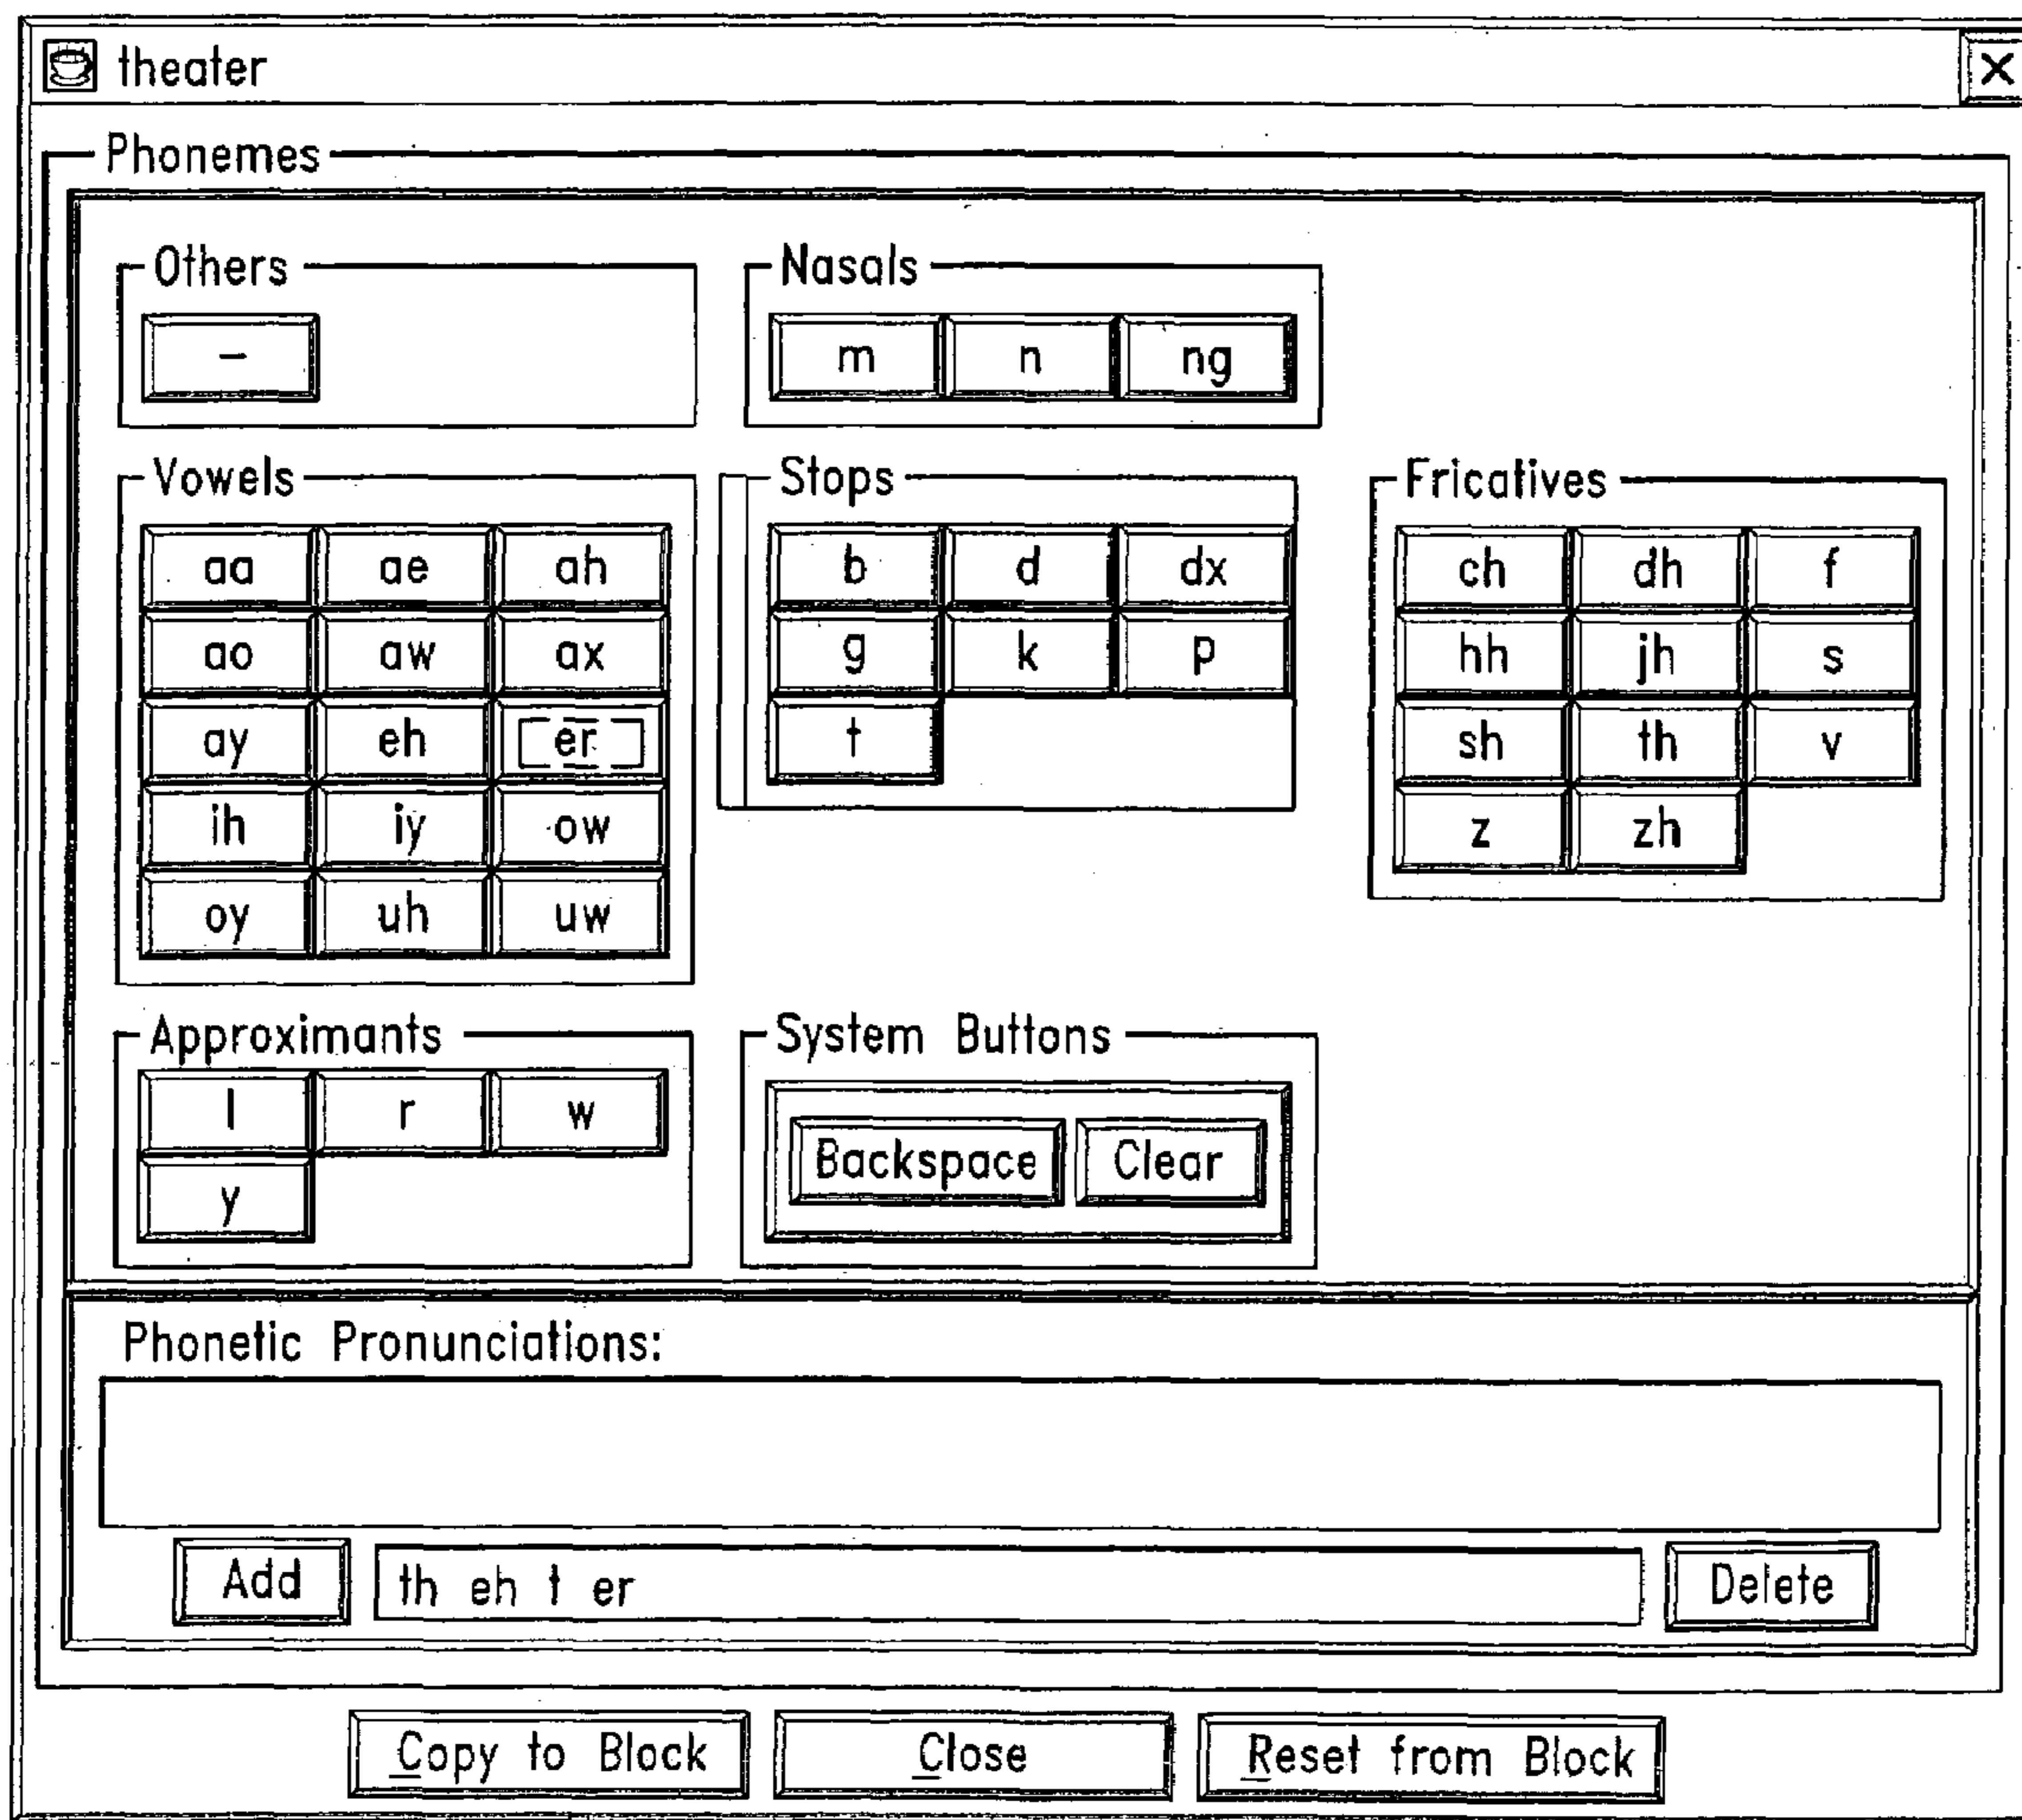 theater X
Phonemes
Others
–
Nasals
m n ng
Vowels
aa ae ah
ao aw ax
ay eh er
ih iy ow
oy uh uw
Stops
b d dx
g k p
t
Fricatives
ch dh f
hh jh s
sh th v
z zh
Approximants
l r w
y
System Buttons
Backspace Clear
Phonetic Pronunciations:
Add th eh t er Delete
Copy to Block Close Reset from Block